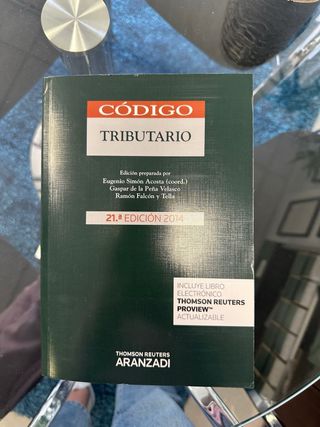 CÓDIGO
TRIBUTARIO
Edición preparada por
Eugenio Simón Acosta (coord.)
Gaspar de la Peña Velasco
Ramón Falcón y Tella
21.ª EDICIÓN 2014
INCLUYE LIBRO
ELECTRÓNICO
THOMSON REUTERS
PROVIEW™
ACTUALIZABLE
THOMSON REUTERS
ARANZADI